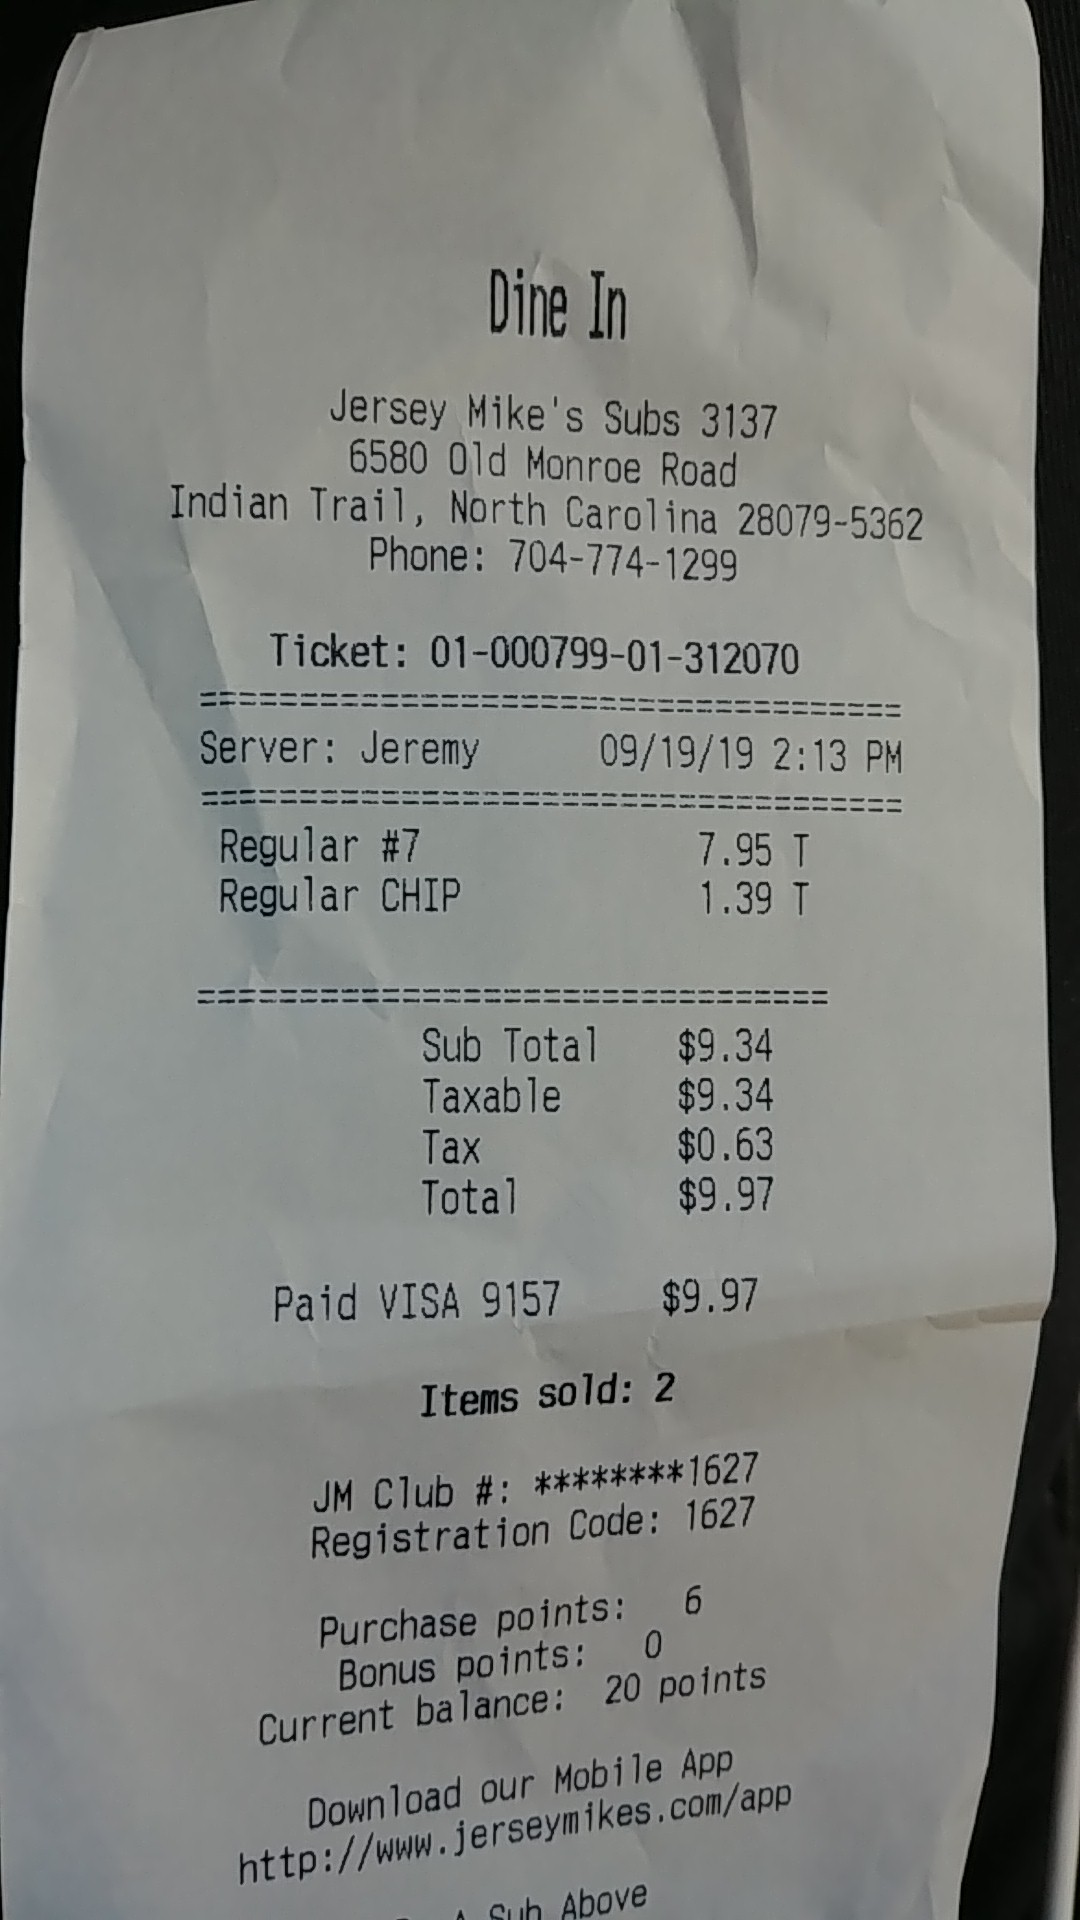 Dine In
Jersey Mike's Subs 3137
6580 Old Monroe Road
Indian Trail, North Carolina 28079-5362
Phone: 704-774-1299
Ticket: 01-000799-01-312070
===================================
Server: Jeremy 09/19/19 2:13 PM
===================================
Regular #7 7.95 T
Regular CHIP 1.39 T
===============================
Sub Total $9.34
Taxable $9.34
Tax $0.63
Total $9.97
Paid VISA 9157 $9.97
Items sold: 2
JM Club #: ********1627
Registration Code: 1627
Purchase points: 6
Bonus points: 0
Current balance: 20 points
Download our Mobile App
http://www.jerseymikes.com/app
A Sub Above